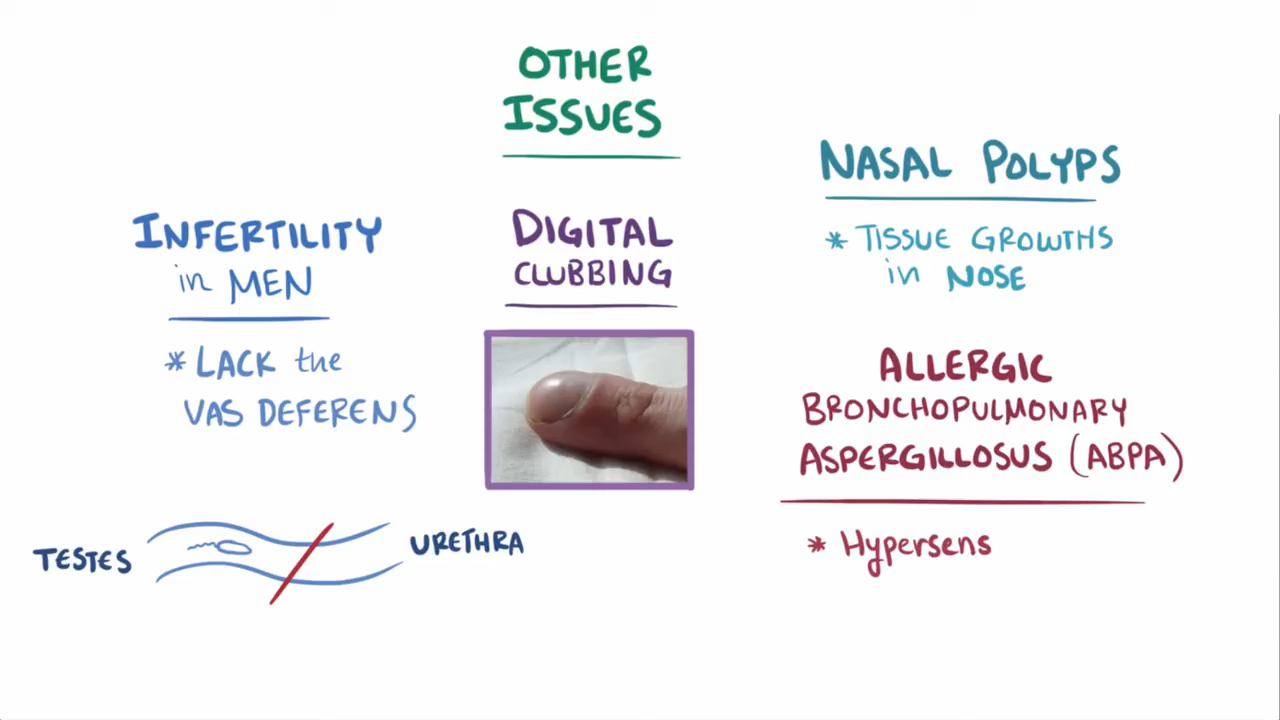 OTHER
ISSUES
INFERTILITY
in MEN
* LACK the
VAS DEFERENS
TESTES
URETHRA
DIGITAL
CLUBBING
NASAL POLYPS
* TISSUE GROWTHS
in NOSE
ALLERGIC
BRONCHOPULMONARY
ASPERGILLOSUS (ABPA)
* Hypersens